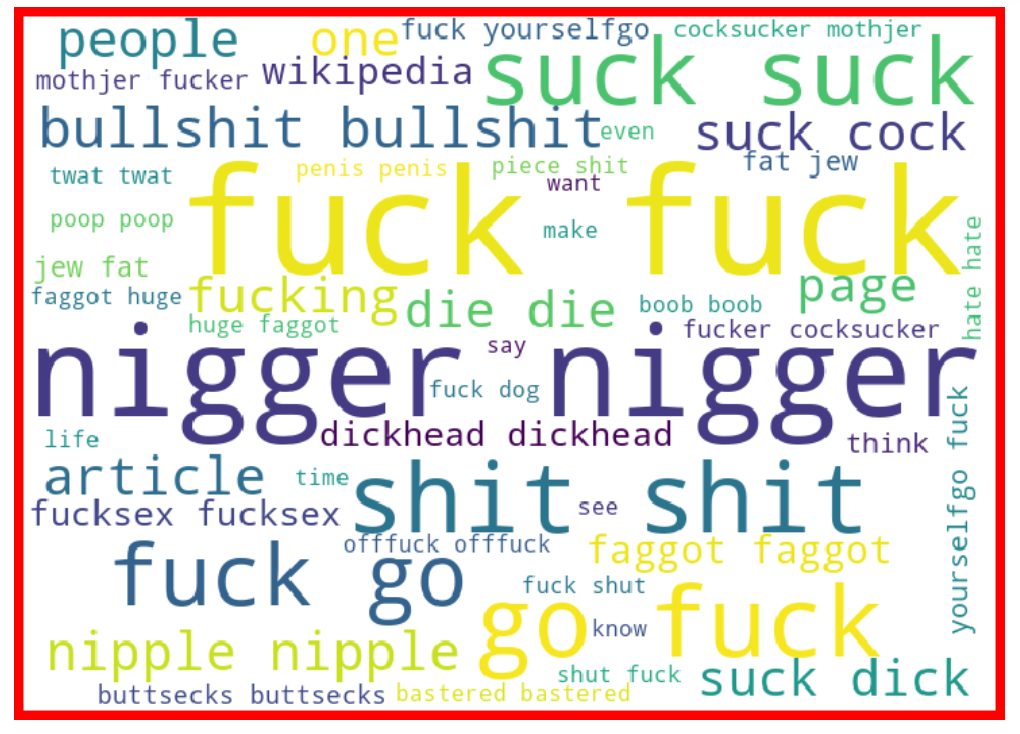 people
one
fuck yourselfgo
cocksucker mothjer
mothjer fucker
wikipedia
suck suck
bullshit bullshit
even
suck cock
twat twat
penis penis
piece shit
fat jew
want
poop poop
fuck fuck
make
hate hate
jew fat
faggot huge
fucking
die die
boob boob
page
huge faggot
fucker cocksucker
nigger nigger
say
fuck dog
life
dickhead dickhead
think
yourselfgo fuck
article
time
shit shit
see
fucksex fucksex
offfuck offfuck
faggot faggot
fuck go
fuck shut
go fuck
know
nipple nipple
shut fuck
suck dick
buttsecks buttsecks
bastered bastered